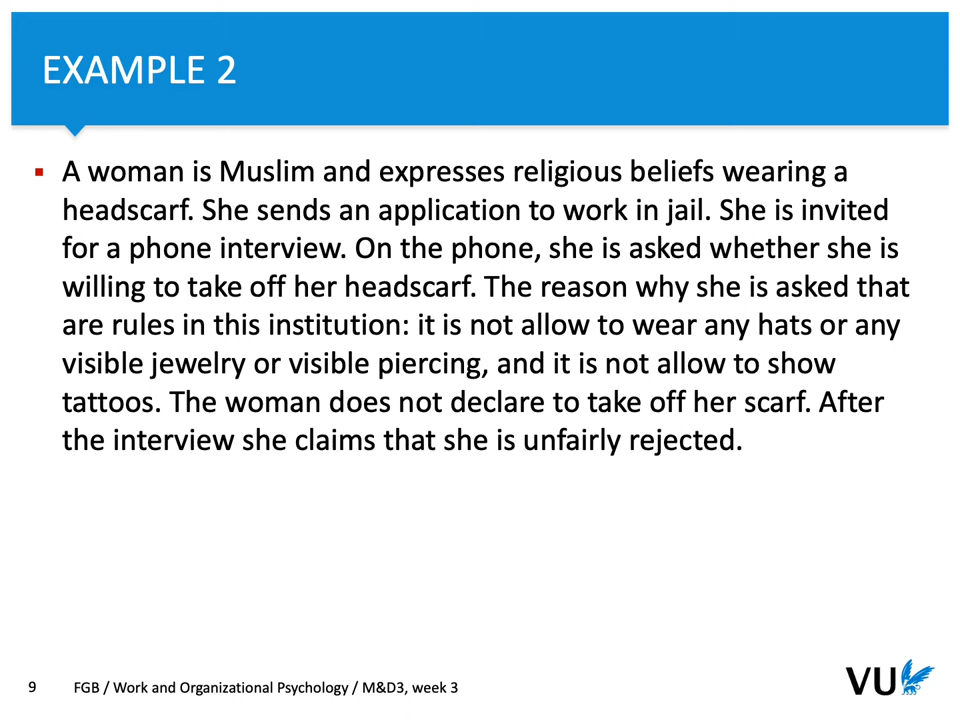 EXAMPLE 2
▪ A woman is Muslim and expresses religious beliefs wearing a
headscarf. She sends an application to work in jail. She is invited
for a phone interview. On the phone, she is asked whether she is
willing to take off her headscarf. The reason why she is asked that
are rules in this institution: it is not allow to wear any hats or any
visible jewelry or visible piercing, and it is not allow to show
tattoos. The woman does not declare to take off her scarf. After
the interview she claims that she is unfairly rejected.
9 FGB / Work and Organizational Psychology / M&D3, week 3
VU